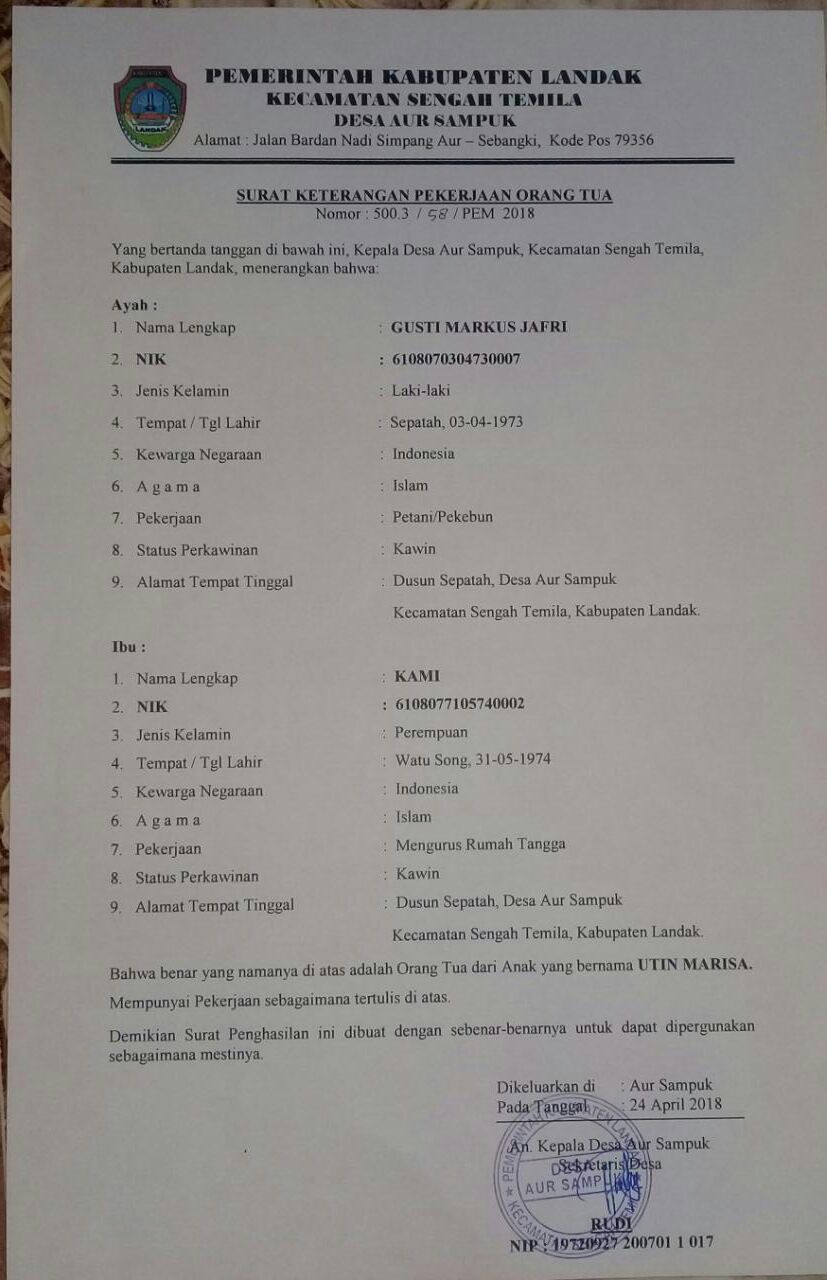 PEMERINTAH KABUPATEN LANDAK
KECAMATAN SENGAH TEMILA
DESA AUR SAMPUK
Alamat : Jalan Bardan Nadi Simpang Aur – Sebangki, Kode Pos 79356
LANDAK
SURAT KETERANGAN PEKERJAAN ORANG TUA
Nomor : 500.3 / 58 / PEM 2018
Yang bertanda tanggan di bawah ini, Kepala Desa Aur Sampuk, Kecamatan Sengah Temila,
Kabupaten Landak, menerangkan bahwa:
Ayah :
1. Nama Lengkap : GUSTI MARKUS JAFRI
2. NIK : 6108070304730007
3. Jenis Kelamin : Laki-laki
4. Tempat / Tgl Lahir : Sepatah, 03-04-1973
5. Kewarga Negaraan : Indonesia
6. A g a m a : Islam
7. Pekerjaan : Petani/Pekebun
8. Status Perkawinan : Kawin
9. Alamat Tempat Tinggal : Dusun Sepatah, Desa Aur Sampuk
Kecamatan Sengah Temila, Kabupaten Landak.
Ibu :
1. Nama Lengkap : KAMI
2. NIK : 6108077105740002
3. Jenis Kelamin : Perempuan
4. Tempat / Tgl Lahir : Watu Song, 31-05-1974
5. Kewarga Negaraan : Indonesia
6. A g a m a : Islam
7. Pekerjaan : Mengurus Rumah Tangga
8. Status Perkawinan : Kawin
9. Alamat Tempat Tinggal : Dusun Sepatah, Desa Aur Sampuk
Kecamatan Sengah Temila, Kabupaten Landak.
Bahwa benar yang namanya di atas adalah Orang Tua dari Anak yang bernama UTIN MARISA.
Mempunyai Pekerjaan sebagaimana tertulis di atas.
Demikian Surat Penghasilan ini dibuat dengan sebenar-benarnya untuk dapat dipergunakan
sebagaimana mestinya.
Dikeluarkan di : Aur Sampuk
Pada Tanggal : 24 April 2018
An. Kepala Desa Aur Sampuk
Sekretaris Desa
PEMERINTAH KABUPATEN LANDAK
DESA
AUR SAMPUK
KECAMATAN SENGAH TEMILA
RUDI
NIP : 19720927 200701 1 017